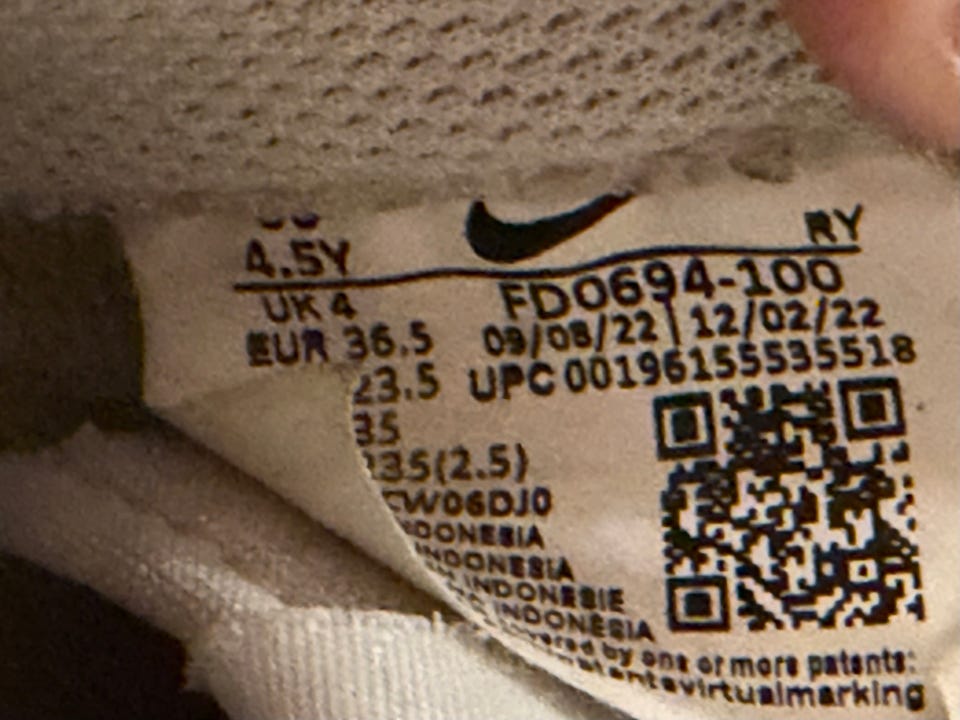 RY
4.5Y
UK 4
FD0694-100
EUR 36.5
09/08/22 | 12/02/22
23.5
UPC 00196155535518
35
235(2.5)
CW06DJ0
INDONESIA
INDONESIA
INDONESIE
INDONESIA
covered by one or more patents:
virtualmarking